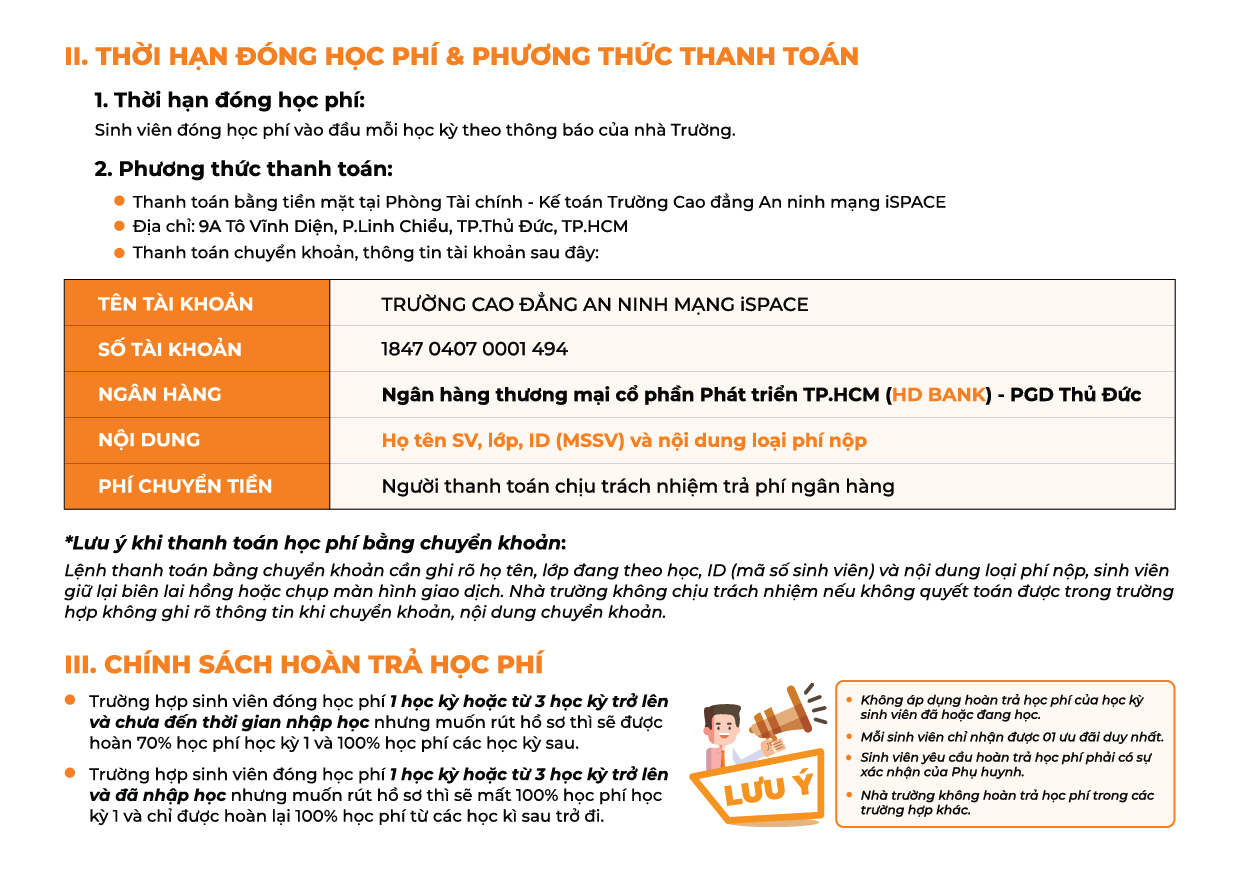 II. THỜI HẠN ĐÓNG HỌC PHÍ & PHƯƠNG THỨC THANH TOÁN
1. Thời hạn đóng học phí:
Sinh viên đóng học phí vào đầu mỗi học kỳ theo thông báo của nhà Trường.
2. Phương thức thanh toán:
Thanh toán bằng tiền mặt tại Phòng Tài chính - Kế toán Trường Cao đẳng An ninh mạng iSPACE
Địa chỉ: 9A Tô Vĩnh Diện, P.Linh Chiểu, TP.Thủ Đức, TP.HCM
Thanh toán chuyển khoản, thông tin tài khoản sau đây:
TÊN TÀI KHOẢN TRƯỜNG CAO ĐẲNG AN NINH MẠNG iSPACE
SỐ TÀI KHOẢN 1847 0407 0001 494
NGÂN HÀNG Ngân hàng thương mại cổ phần Phát triển TP.HCM (HD BANK) - PGD Thủ Đức
NỘI DUNG Họ tên SV, lớp, ID (MSSV) và nội dung loại phí nộp
PHÍ CHUYỂN TIỀN Người thanh toán chịu trách nhiệm trả phí ngân hàng
*Lưu ý khi thanh toán học phí bằng chuyển khoản:
Lệnh thanh toán bằng chuyển khoản cần ghi rõ họ tên, lớp đang theo học, ID (mã số sinh viên) và nội dung loại phí nộp, sinh viên
giữ lại biên lai hồng hoặc chụp màn hình giao dịch. Nhà trường không chịu trách nhiệm nếu không quyết toán được trong trường
hợp không ghi rõ thông tin khi chuyển khoản, nội dung chuyển khoản.
III. CHÍNH SÁCH HOÀN TRẢ HỌC PHÍ
Trường hợp sinh viên đóng học phí 1 học kỳ hoặc từ 3 học kỳ trở lên
và chưa đến thời gian nhập học nhưng muốn rút hồ sơ thì sẽ được
hoàn 70% học phí học kỳ 1 và 100% học phí các học kỳ sau.
Trường hợp sinh viên đóng học phí 1 học kỳ hoặc từ 3 học kỳ trở lên
và đã nhập học nhưng muốn rút hồ sơ thì sẽ mất 100% học phí học
kỳ 1 và chỉ được hoàn lại 100% học phí từ các học kì sau trở đi.
LƯU Ý
Không áp dụng hoàn trả học phí của học kỳ
sinh viên đã hoặc đang học.
Mỗi sinh viên chỉ nhận được 01 ưu đãi duy nhất.
Sinh viên yêu cầu hoàn trả học phí phải có sự
xác nhận của Phụ huynh.
Nhà trường không hoàn trả học phí trong các
trường hợp khác.